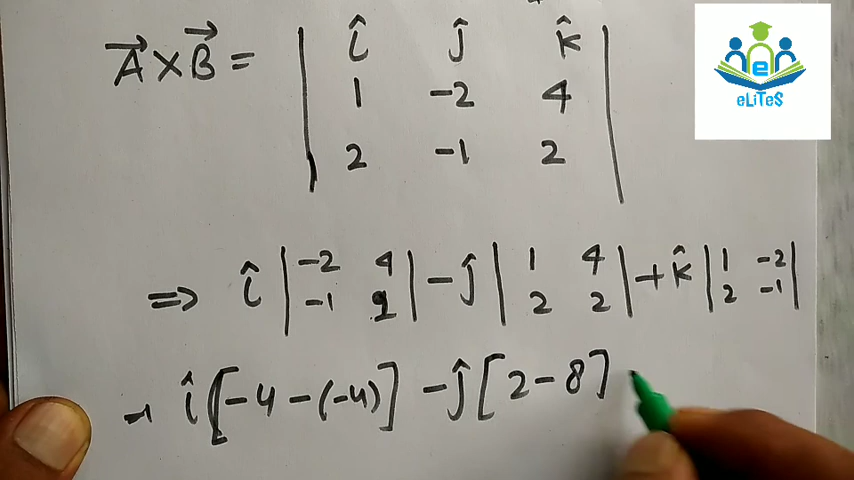 A⃗ × B⃗ = | î ĵ k̂ |
| 1 -2 4 |
| 2 -1 2 |
⇒ î | -2 4 | - ĵ | 1 4 | + k̂ | 1 -2 |
| -1 2 | | 2 2 | | 2 -1 |
→ î [-4 - (-4)] - ĵ [2 - 8]
e
eLiTeS